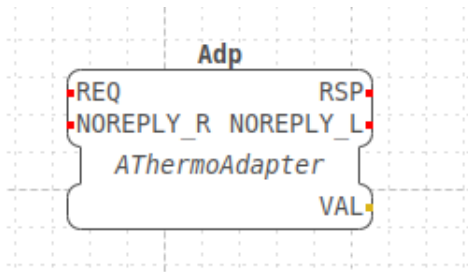 Adp
REQ RSP
NOREPLY_R NOREPLY_L
AThermoAdapter
VAL